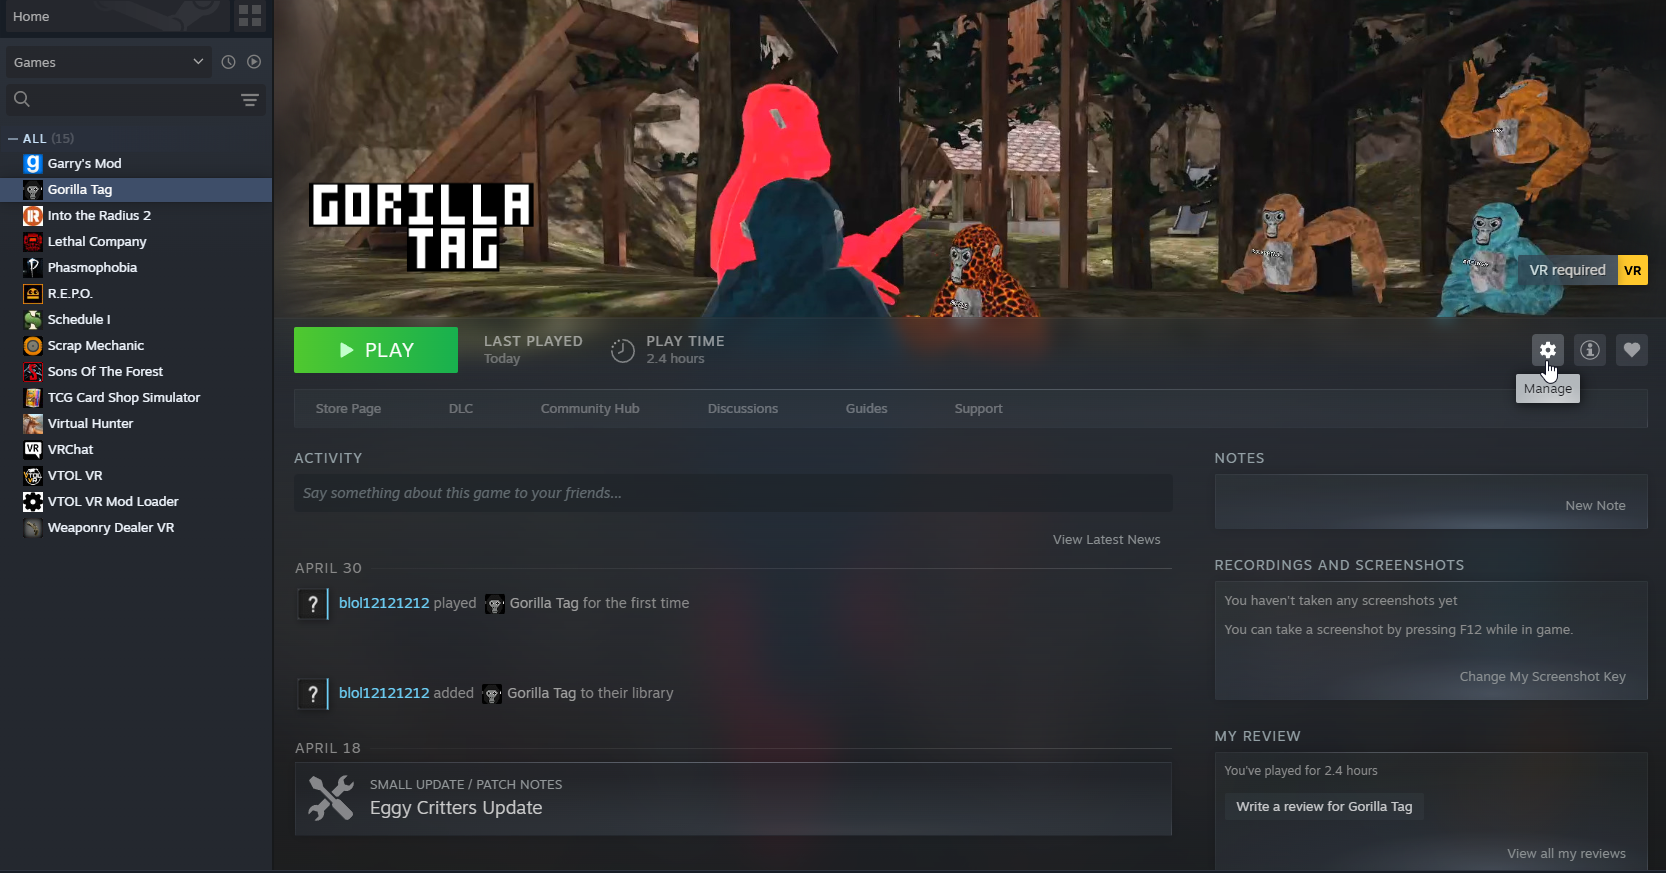 Home
Games
ALL (15)
Garry's Mod
Gorilla Tag
Into the Radius 2
Lethal Company
Phasmophobia
R.E.P.O.
Schedule I
Scrap Mechanic
Sons Of The Forest
TCG Card Shop Simulator
Virtual Hunter
VRChat
VTOL VR
VTOL VR Mod Loader
Weaponry Dealer VR
GORILLA
TAG
VR required VR
PLAY
LAST PLAYED
Today
PLAY TIME
2.4 hours
Manage
Store Page
DLC
Community Hub
Discussions
Guides
Support
ACTIVITY
Say something about this game to your friends...
View Latest News
APRIL 30
? blol12121212 played Gorilla Tag for the first time
? blol12121212 added Gorilla Tag to their library
APRIL 18
SMALL UPDATE / PATCH NOTES
Eggy Critters Update
NOTES
New Note
RECORDINGS AND SCREENSHOTS
You haven't taken any screenshots yet
You can take a screenshot by pressing F12 while in game.
Change My Screenshot Key
MY REVIEW
You've played for 2.4 hours
Write a review for Gorilla Tag
View all my reviews